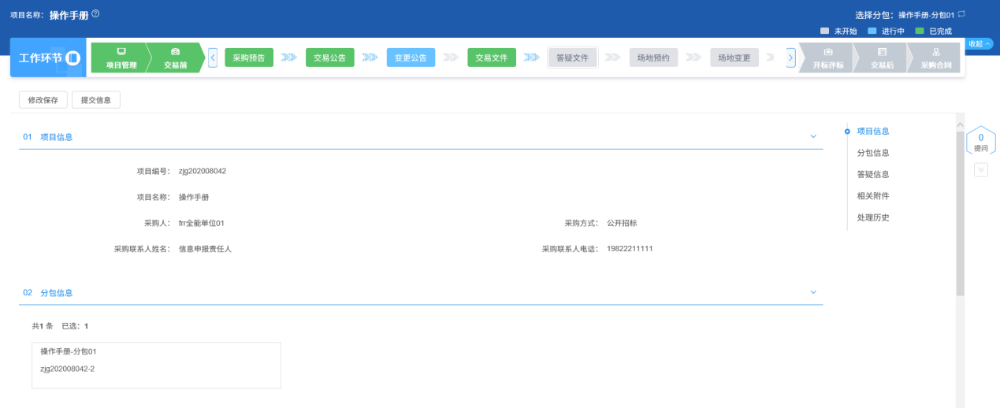 项目名称: 操作手册
选择分包: 操作手册-分包01
未开始 进行中 已完成
工作环节 项目管理 交易前 采购预告 交易公告 变更公告 交易文件 答疑文件 场地预约 场地变更 开标评标 交易后 采购合同 收起
修改保存 提交信息
01 项目信息
项目编号: zjg202008042
项目名称: 操作手册
采购人: frr全能单位01 采购方式: 公开招标
采购联系人姓名: 信息申报责任人 采购联系人电话: 19822211111
02 分包信息
共1 条 已选: 1
操作手册-分包01
zjg202008042-2
项目信息
分包信息
答疑信息
相关附件
处理历史
0
提问